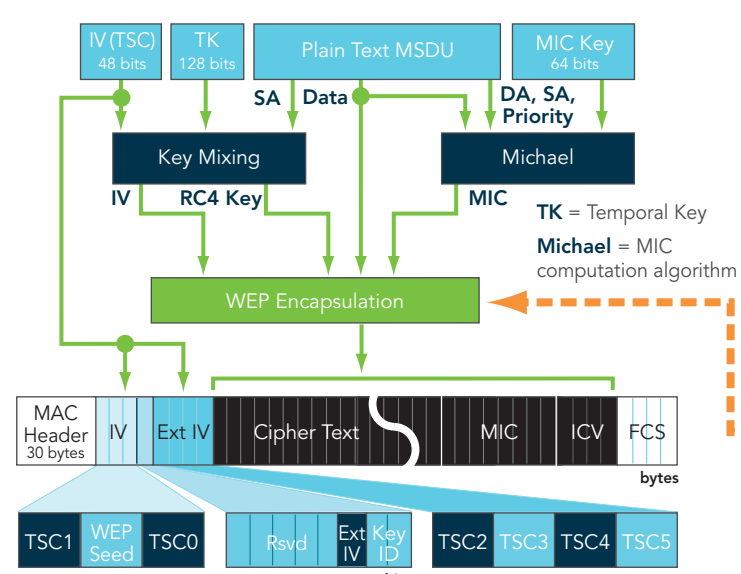 IV (TSC)
48 bits
TK
128 bits
Plain Text MSDU
MIC Key
64 bits
SA
Data
DA, SA,
Priority
Key Mixing
Michael
IV
RC4 Key
MIC
TK = Temporal Key
Michael = MIC
computation algorithm
WEP Encapsulation
MAC
Header
30 bytes
IV
Ext IV
Cipher Text
MIC
ICV
FCS
bytes
TSC1
WEP
Seed
TSC0
Rsvd
Ext
IV
Key
ID
TSC2
TSC3
TSC4
TSC5